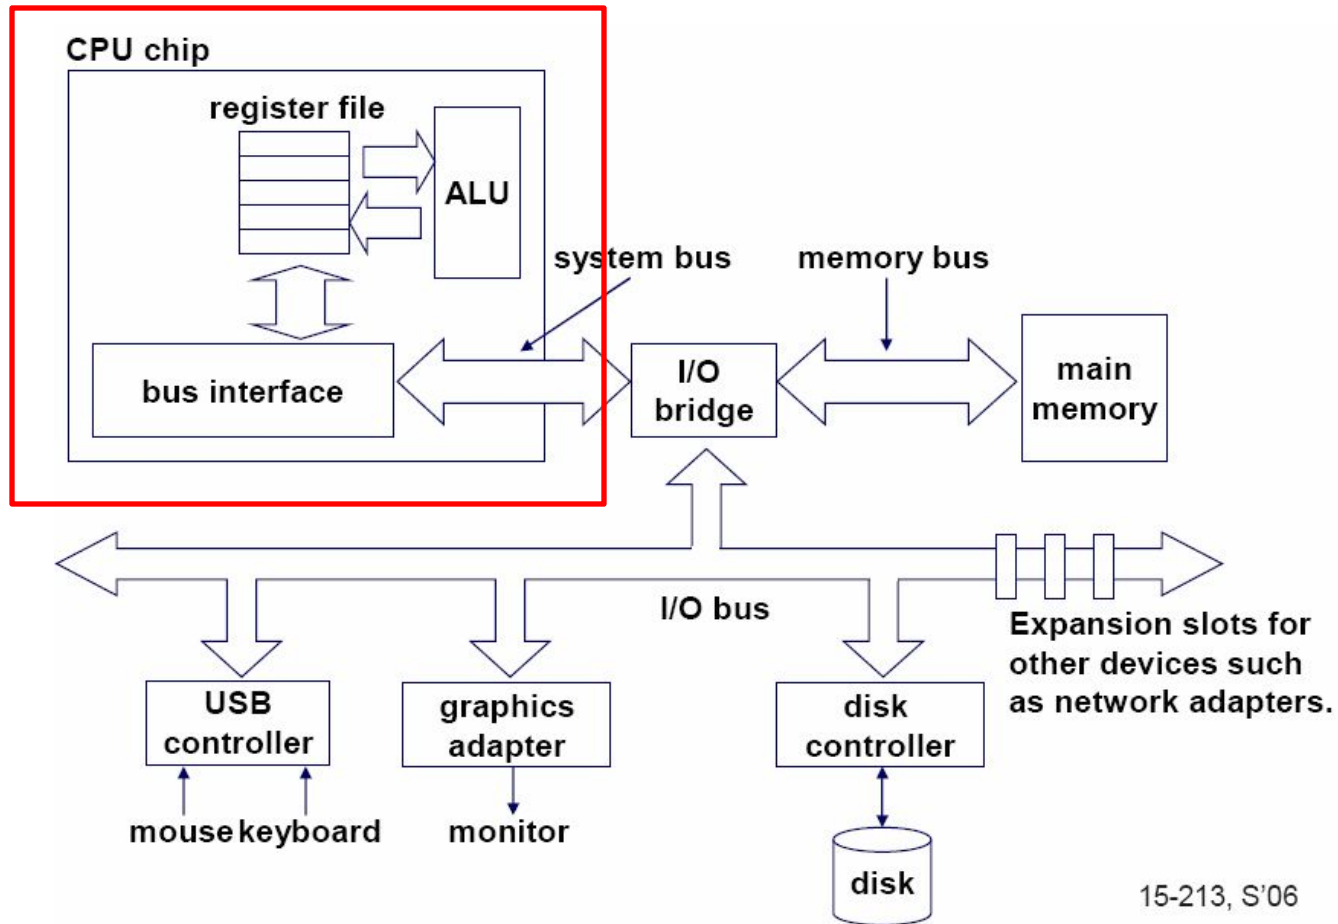 CPU chip
register file
ALU
system bus
memory bus
bus interface
I/O
bridge
main
memory
I/O bus
Expansion slots for
other devices such
as network adapters.
USB
controller
graphics
adapter
disk
controller
mouse keyboard
monitor
disk
15-213, S’06